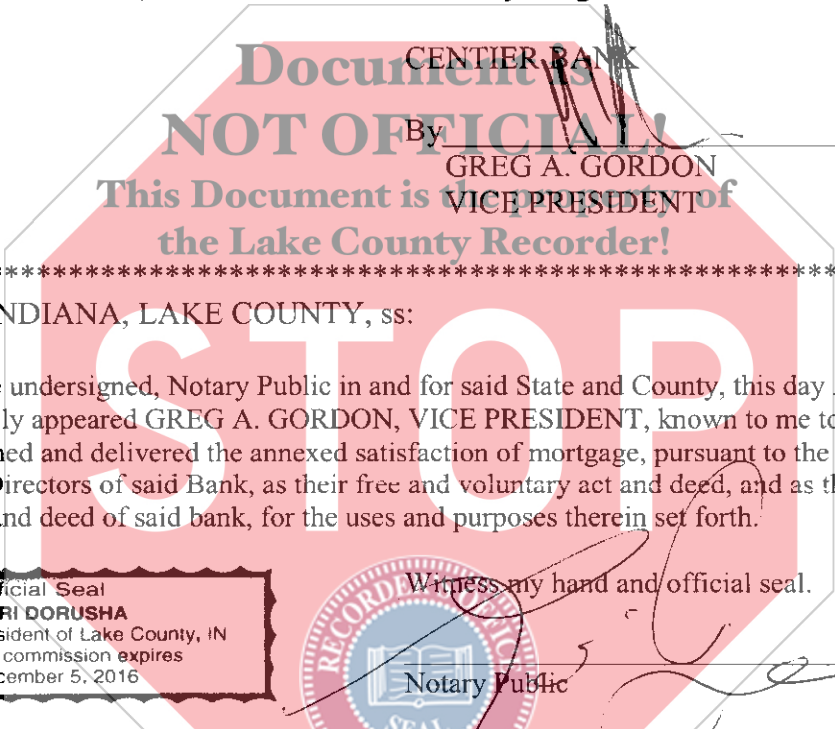 CENTIER BANK
Document is
NOT OFFICIAL!
By
GREG A. GORDON
VICE PRESIDENT
This Document is the property of
the Lake County Recorder!
********************************************************
NDIANA, LAKE COUNTY, ss:
STOP
undersigned, Notary Public in and for said State and County, this day
ly appeared GREG A. GORDON, VICE PRESIDENT, known to me to
ned and delivered the annexed satisfaction of mortgage, pursuant to the
Directors of said Bank, as their free and voluntary act and deed, and as th
nd deed of said bank, for the uses and purposes therein set forth.
Witness my hand and official seal.
icial Seal
RI DORUSHA
sident of Lake County, IN
commission expires
cember 5, 2016
RECORDER OFFICE
SEAL
Notary Public